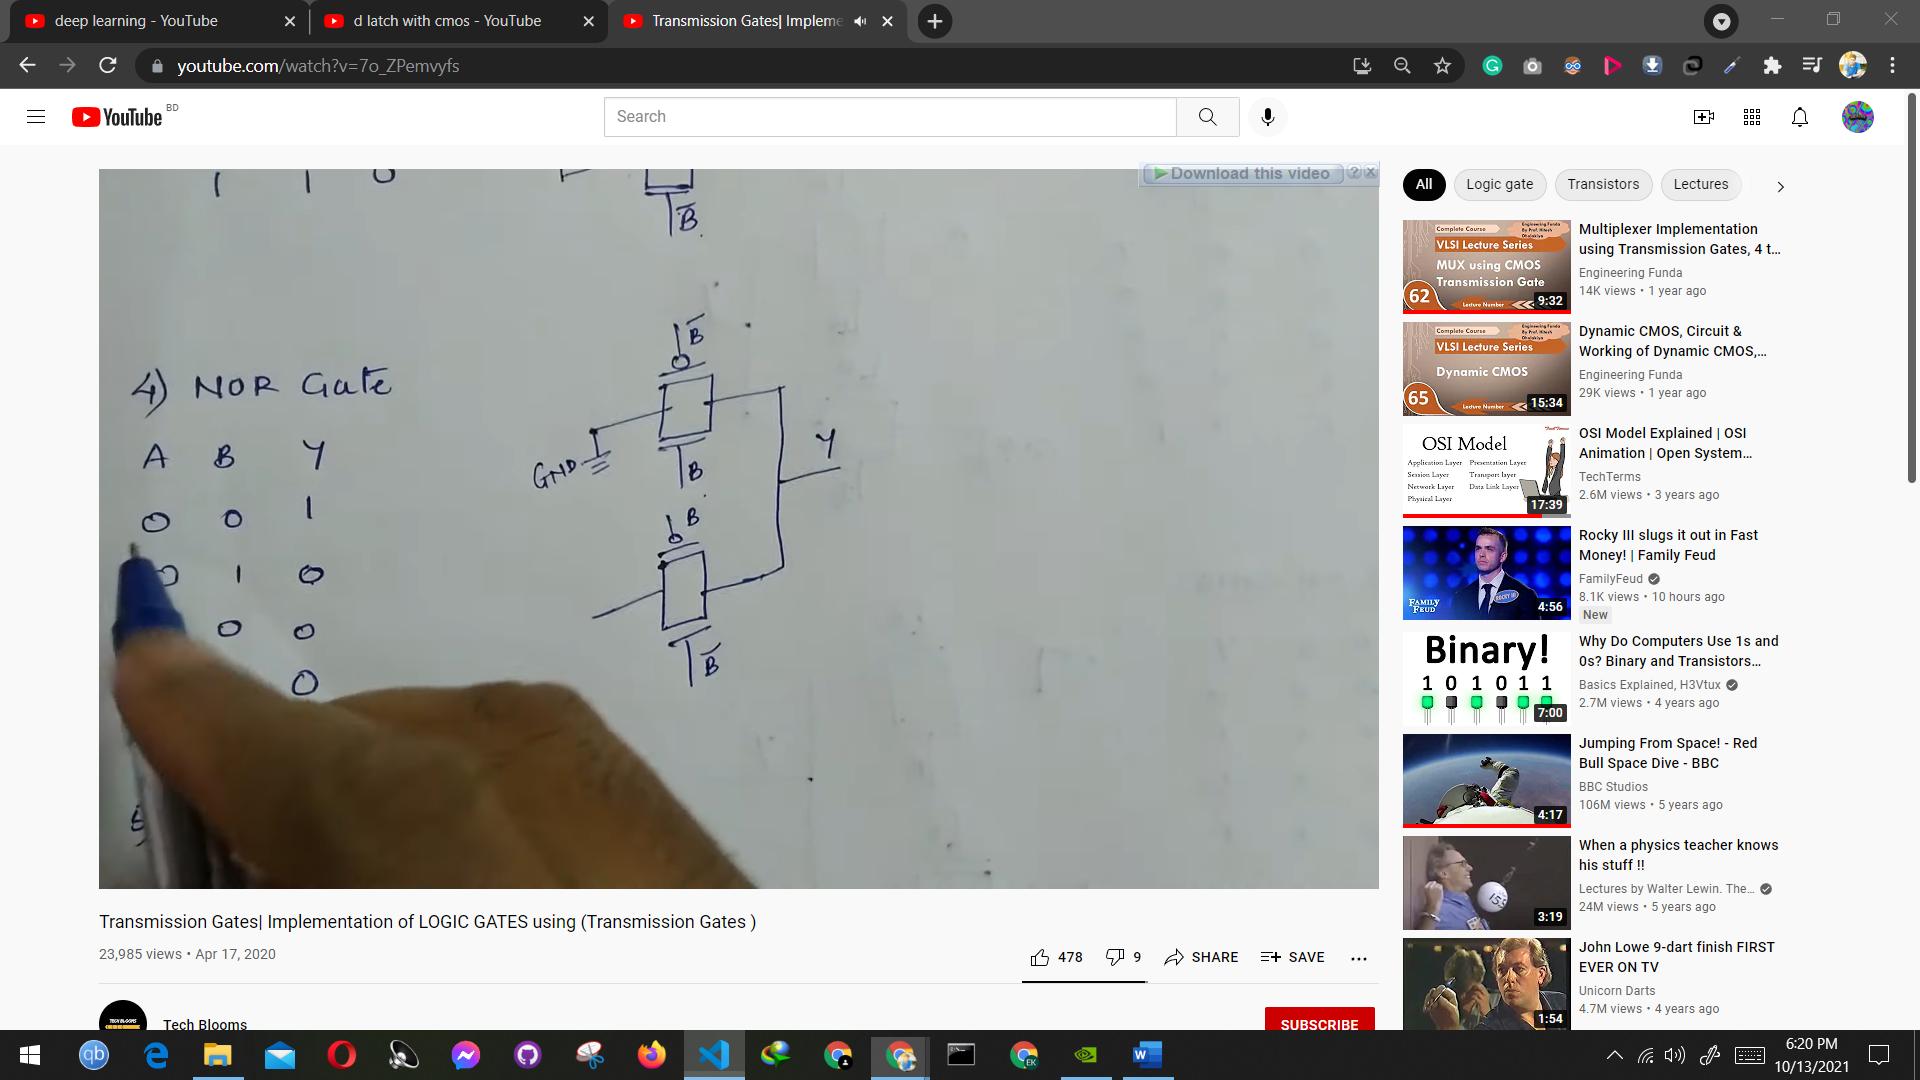 deep learning - YouTube
d latch with cmos - YouTube
Transmission Gates| Impleme
youtube.com/watch?v=7o_ZPemvyfs
YouTube BD
Search
Download this video
1 1 0
B̅
4) NOR Gate
A B Y
0 0 1
0 1 0
0 0
0
B̅
GND
B
Y
B
B̅
Transmission Gates| Implementation of LOGIC GATES using (Transmission Gates )
23,985 views • Apr 17, 2020
478
9
SHARE
SAVE
Tech Blooms
SUBSCRIBE
All
Logic gate
Transistors
Lectures
Complete Course
VLSI Lecture Series
MUX using CMOS
Transmission Gate
62
Lecture Number
9:32
Multiplexer Implementation
using Transmission Gates, 4 t...
Engineering Funda
14K views • 1 year ago
Complete Course
VLSI Lecture Series
Dynamic CMOS
65
Lecture Number
15:34
Dynamic CMOS, Circuit &
Working of Dynamic CMOS,...
Engineering Funda
29K views • 1 year ago
OSI Model
Application Layer
Presentation Layer
Session Layer
Transport layer
Network Layer
Data Link Layer
Physical Layer
17:39
OSI Model Explained | OSI
Animation | Open System...
TechTerms
2.6M views • 3 years ago
FAMILY
FEUD
4:56
Rocky III slugs it out in Fast
Money! | Family Feud
FamilyFeud
8.1K views • 10 hours ago
New
Binary!
1 0 1 0 1 1
7:00
Why Do Computers Use 1s and
0s? Binary and Transistors...
Basics Explained, H3Vtux
2.7M views • 4 years ago
4:17
Jumping From Space! - Red
Bull Space Dive - BBC
BBC Studios
106M views • 5 years ago
3:19
When a physics teacher knows
his stuff !!
Lectures by Walter Lewin. The...
24M views • 5 years ago
1:54
John Lowe 9-dart finish FIRST
EVER ON TV
Unicorn Darts
4.7M views • 4 years ago
6:20 PM
10/13/2021